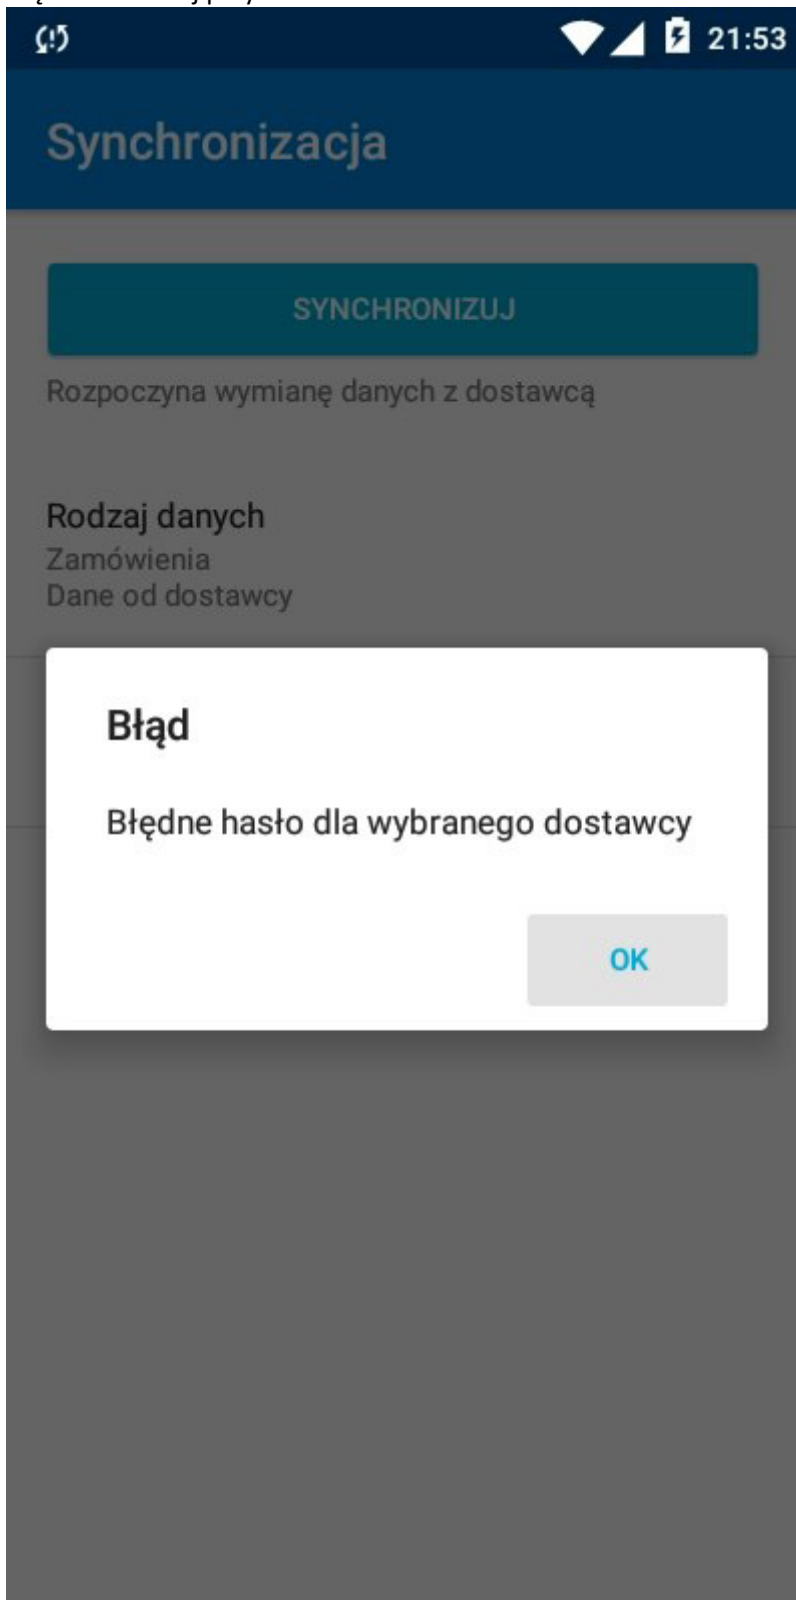 21:53
Synchronizacja
SYNCHRONIZUJ
Rozpoczyna wymianę danych z dostawcą
Rodzaj danych
Zamówienia
Dane od dostawcy
Błąd
Błędne hasło dla wybranego dostawcy
OK